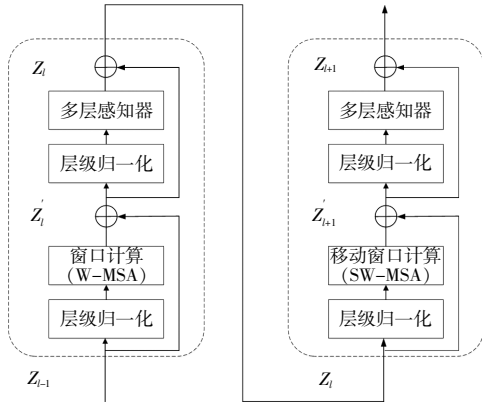 Z_l
多层感知器
层级归一化
Z'_l
窗口计算
(W-MSA)
层级归一化
Z_{l-1}
Z_{l+1}
多层感知器
层级归一化
Z'_{l+1}
移动窗口计算
(SW-MSA)
层级归一化
Z_l